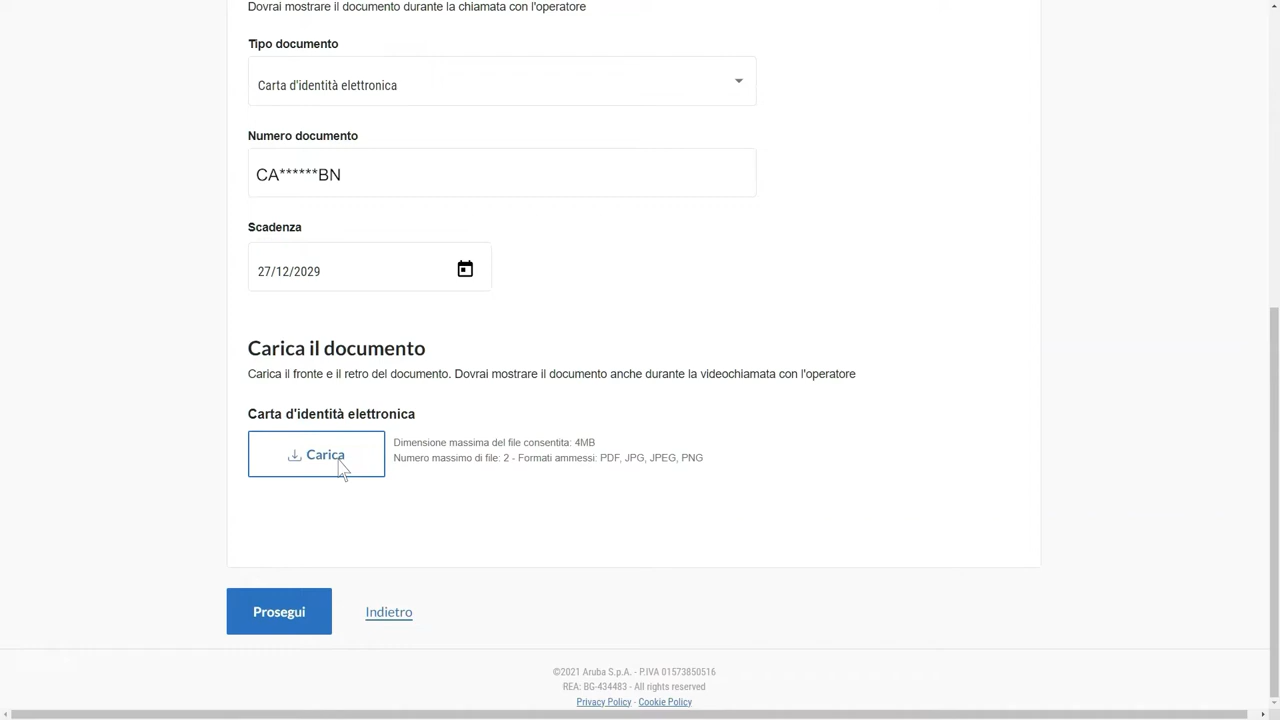 Dovrai mostrare il documento durante la chiamata con l'operatore
Tipo documento
Carta d'identità elettronica
Numero documento
CA******BN
Scadenza
27/12/2029
Carica il documento
Carica il fronte e il retro del documento. Dovrai mostrare il documento anche durante la videochiamata con l'operatore
Carta d'identità elettronica
Carica
Dimensione massima del file consentita: 4MB
Numero massimo di file: 2 - Formati ammessi: PDF, JPG, JPEG, PNG
Prosegui
Indietro
©2021 Aruba S.p.A. - P.IVA 01573850516
REA: BG-434483 - All rights reserved
Privacy Policy - Cookie Policy